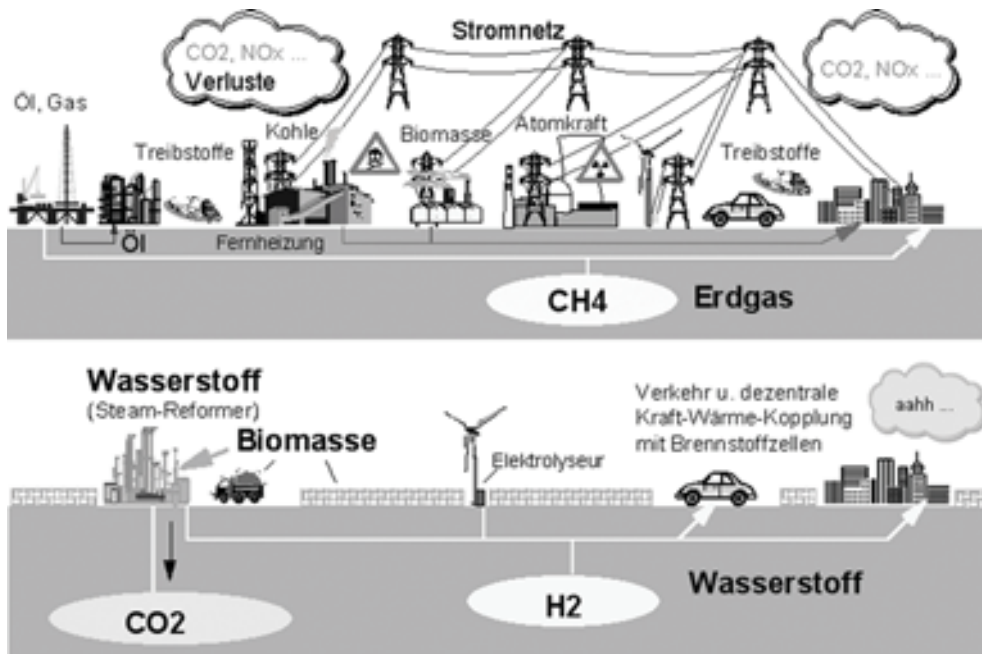 CO2, NOx ...
Verluste
Stromnetz
CO2, NOx ...
Öl, Gas
Treibstoffe
Kohle
Biomasse
Atomkraft
Treibstoffe
Öl
Fernheizung
CH4
Erdgas
Wasserstoff
(Steam-Reformer)
Biomasse
Elektrolyseur
Verkehr u. dezentrale
Kraft-Wärme-Kopplung
mit Brennstoffzellen
aahh ...
CO2
H2
Wasserstoff